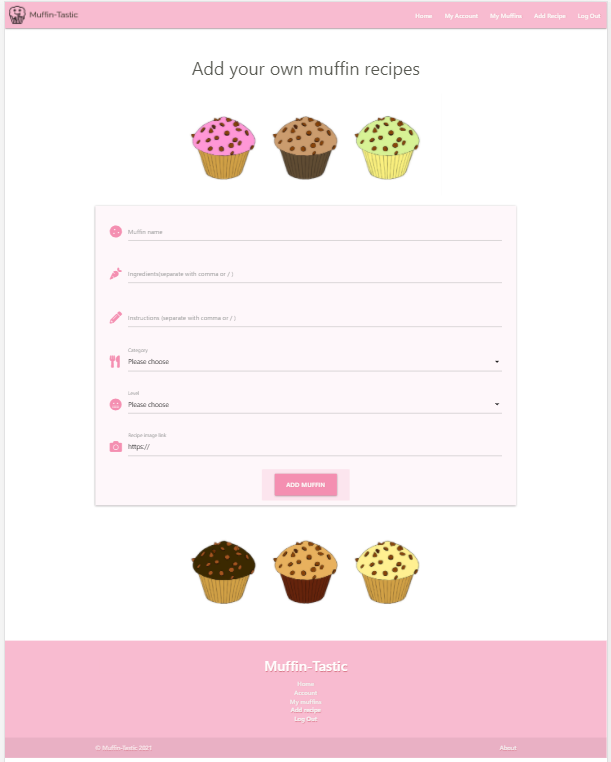 Muffin-Tastic Home My Account My Muffins Add Recipe Log Out
Add your own muffin recipes
Muffin name
Ingredients(separate with comma or / )
Instructions (separate with comma or / )
Category
Please choose
Level
Please choose
Recipe image link
https://
ADD MUFFIN
Muffin-Tastic
Home
Account
My muffins
Add recipe
Log Out
© Muffin-Tastic 2021 About